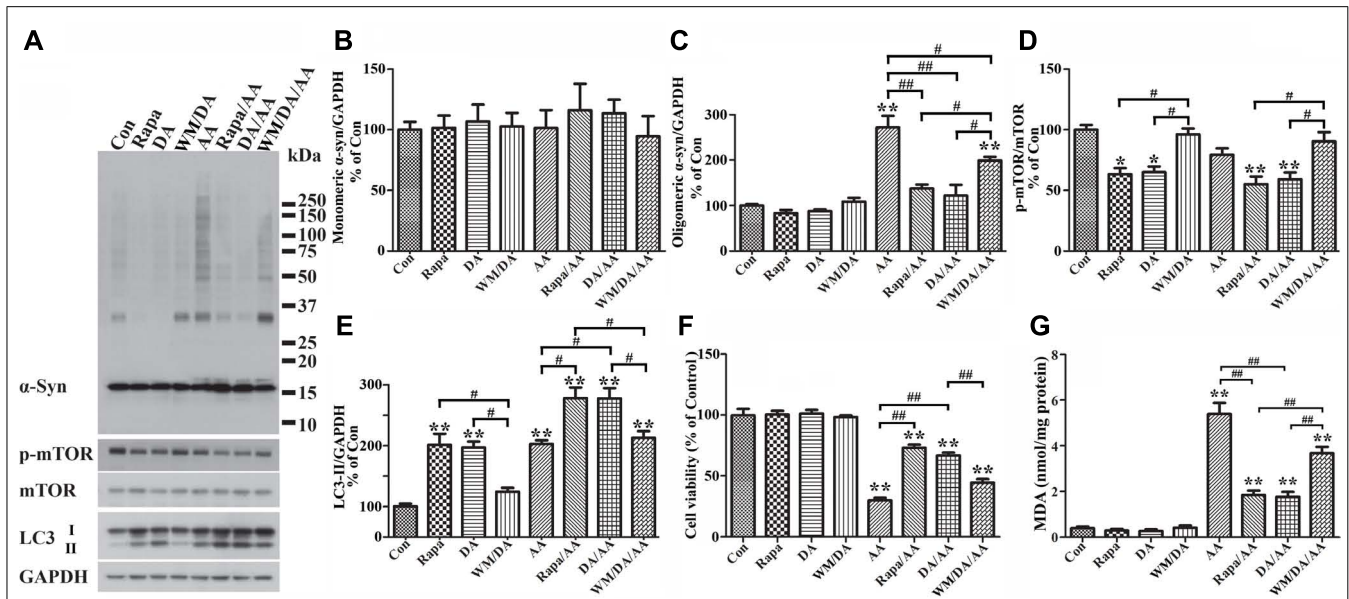 A
Con
Rapa
DA
WM/DA
AA
Rapa/AA
DA/AA
WM/DA/AA
kDa
250
150
100
75
50
37
25
20
15
10
α-Syn
p-mTOR
mTOR
LC3 I
II
GAPDH
B
Monomeric α-syn/GAPDH
% of Con
150
100
50
0
Con
Rapa
DA
WM/DA
AA
Rapa/AA
DA/AA
WM/DA/AA
C
Oligomeric α-syn/GAPDH
% of Con
300
200
100
0
#
##
##
#
#
**
**
Con
Rapa
DA
WM/DA
AA
Rapa/AA
DA/AA
WM/DA/AA
D
p-mTOR/mTOR
% of Con
150
100
50
0
#
#
#
#
*
*
**
**
Con
Rapa
DA
WM/DA
AA
Rapa/AA
DA/AA
WM/DA/AA
E
LC3-II/GAPDH
% of Con
300
200
100
0
#
#
#
#
#
#
**
**
**
**
**
**
Con
Rapa
DA
WM/DA
AA
Rapa/AA
DA/AA
WM/DA/AA
F
Cell viability (% of Control)
150
100
50
0
##
##
##
**
**
**
**
Con
Rapa
DA
WM/DA
AA
Rapa/AA
DA/AA
WM/DA/AA
G
MDA (nmol/mg protein)
8
6
4
2
0
##
##
##
##
**
**
**
**
Con
Rapa
DA
WM/DA
AA
Rapa/AA
DA/AA
WM/DA/AA